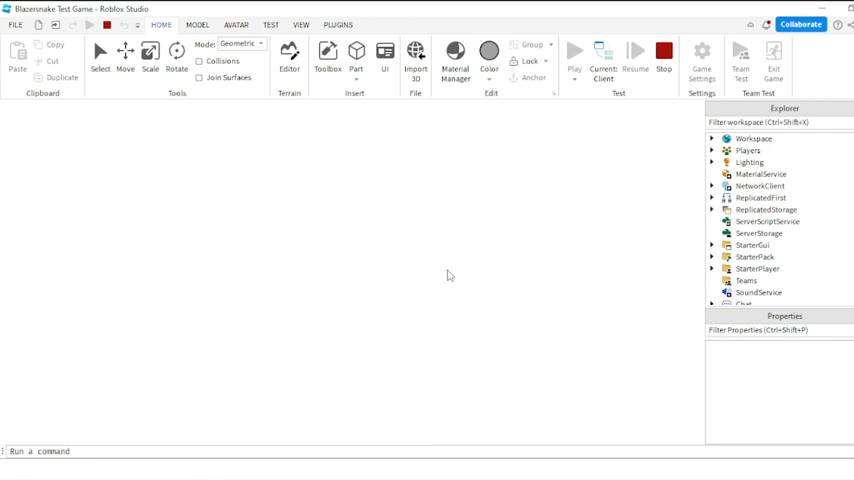 Blazersnake Test Game - Roblox Studio
FILE HOME MODEL AVATAR TEST VIEW PLUGINS Collaborate
Paste Copy Cut Duplicate Clipboard
Select Move Scale Rotate Mode: Geometric Collisions Join Surfaces Tools
Editor Terrain
Toolbox Part UI Insert
Import 3D File
Material Manager Color Group Lock Anchor Edit
Play Current: Client Resume Stop Test
Game Settings Settings
Team Test Exit Game Team Test
Explorer
Filter workspace (Ctrl+Shift+X)
Workspace
Players
Lighting
MaterialService
NetworkClient
ReplicatedFirst
ReplicatedStorage
ServerScriptService
ServerStorage
StarterGui
StarterPack
StarterPlayer
Teams
SoundService
Chat
Properties
Filter Properties (Ctrl+Shift+P)
Run a command